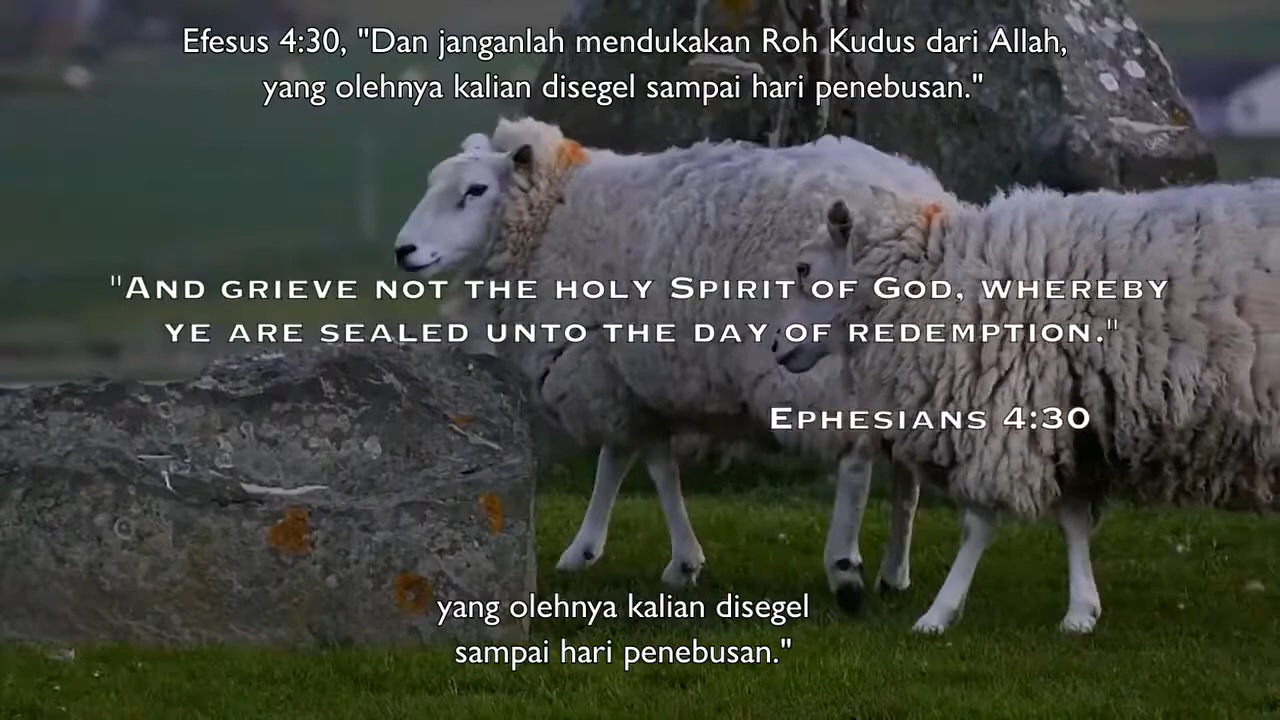 Efesus 4:30, "Dan janganlah mendukakan Roh Kudus dari Allah,
yang olehnya kalian disegel sampai hari penebusan."
"And grieve not the holy Spirit of God, whereby
ye are sealed unto the day of redemption."
Ephesians 4:30
yang olehnya kalian disegel
sampai hari penebusan."